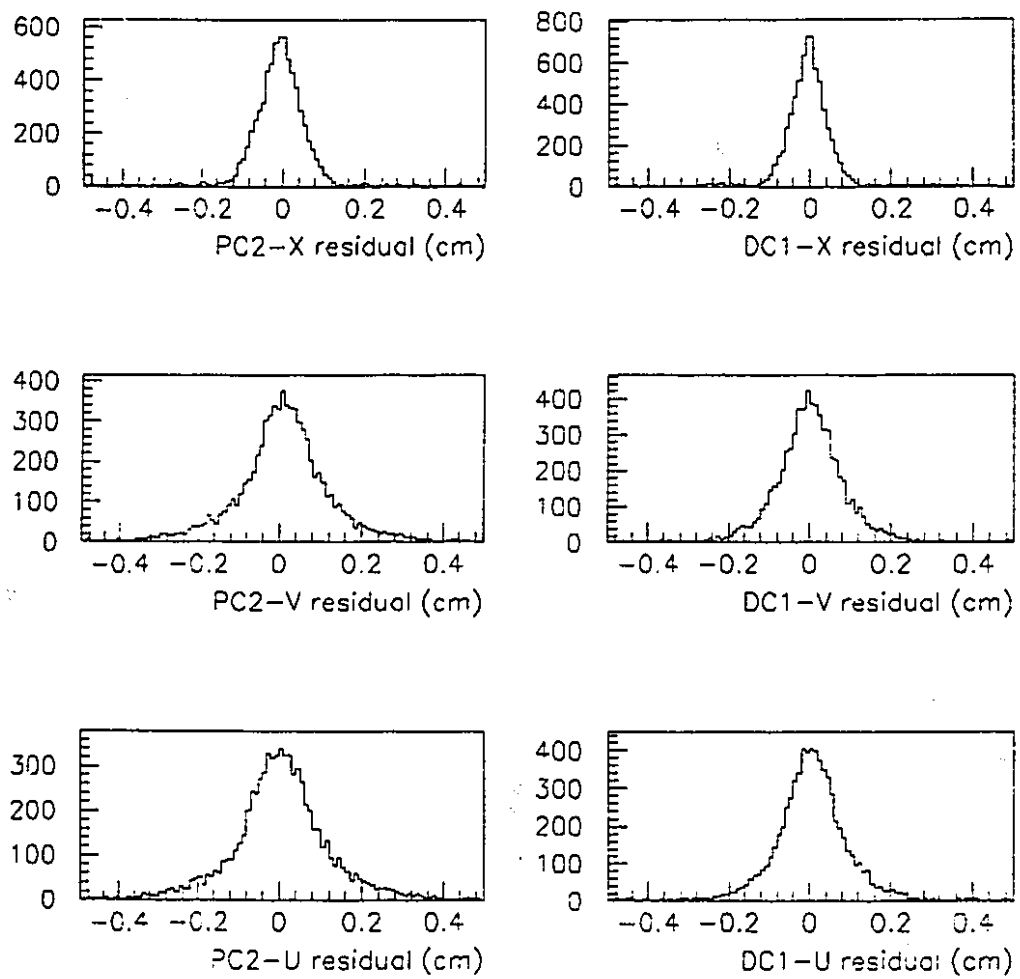 600
400
200
0
-0.4 -0.2 0 0.2 0.4
PC2-X residual (cm)
800
600
400
200
0
-0.4 -0.2 0 0.2 0.4
DC1-X residual (cm)
400
300
200
100
0
-0.4 -0.2 0 0.2 0.4
PC2-V residual (cm)
400
300
200
100
0
-0.4 -0.2 0 0.2 0.4
DC1-V residual (cm)
300
200
100
0
-0.4 -0.2 0 0.2 0.4
PC2-U residual (cm)
400
300
200
100
0
-0.4 -0.2 0 0.2 0.4
DC1-U residual (cm)